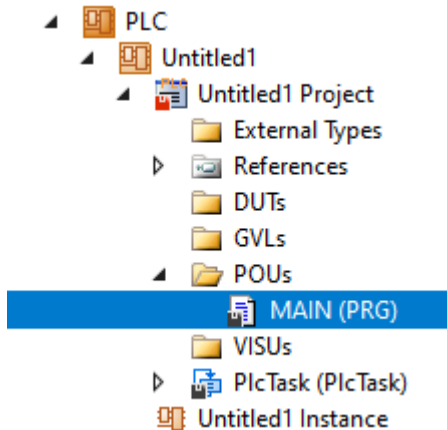 PLC
Untitled1
Untitled1 Project
External Types
References
DUTs
GVLs
POUs
MAIN (PRG)
VISUs
PlcTask (PlcTask)
Untitled1 Instance